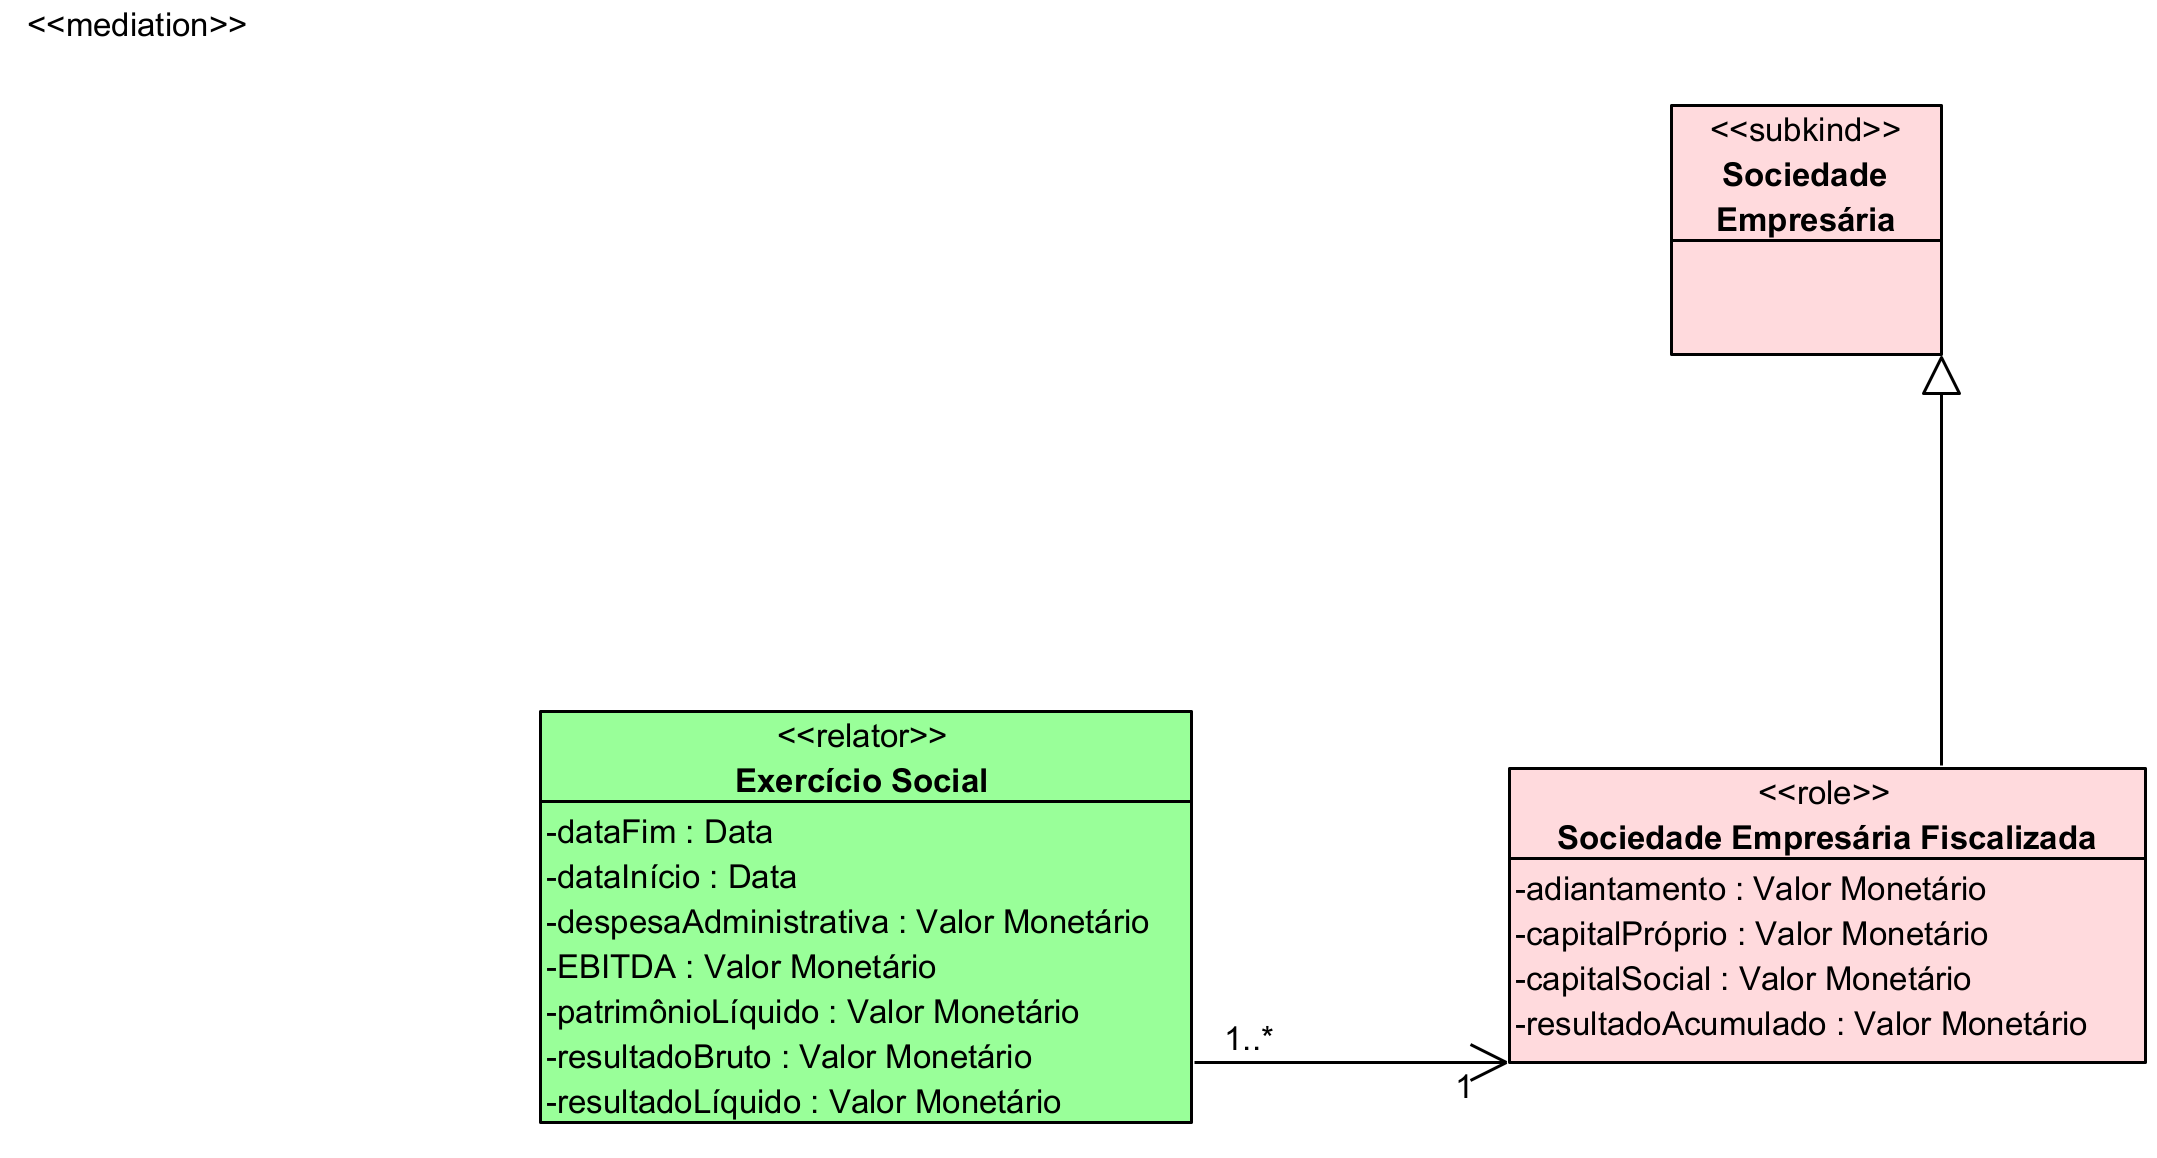 <<mediation>>
<<subkind>>
Sociedade
Empresária
<<relator>>
Exercício Social
-dataFim : Data
-dataInício : Data
-despesaAdministrativa : Valor Monetário
-EBITDA : Valor Monetário
-patrimônioLíquido : Valor Monetário
-resultadoBruto : Valor Monetário
-resultadoLíquido : Valor Monetário
1..*
1
<<role>>
Sociedade Empresária Fiscalizada
-adiantamento : Valor Monetário
-capitalPróprio : Valor Monetário
-capitalSocial : Valor Monetário
-resultadoAcumulado : Valor Monetário